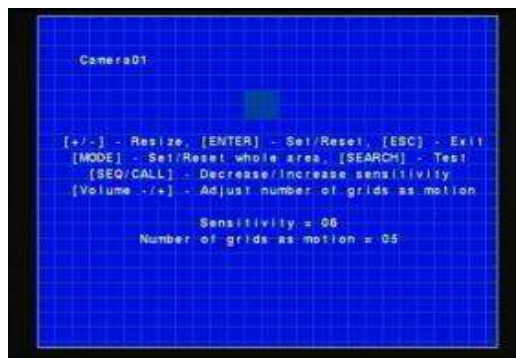 Camera01
[+/-] - Resize, [ENTER] - Set/Reset, [ESC] - Exit
[MODE] - Set/Reset whole area, [SEARCH] - Test
[SEQ/CALL] - Decrease/Increase sensitivity
[Volume -/+] - Adjust number of grids as motion
Sensitivity = 06
Number of grids as motion = 05